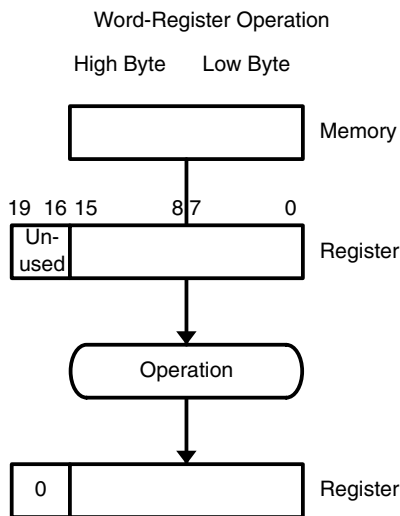 Word-Register Operation
High Byte Low Byte
Memory
19 16 15 8 7 0
Un-
used
Register
Operation
0
Register